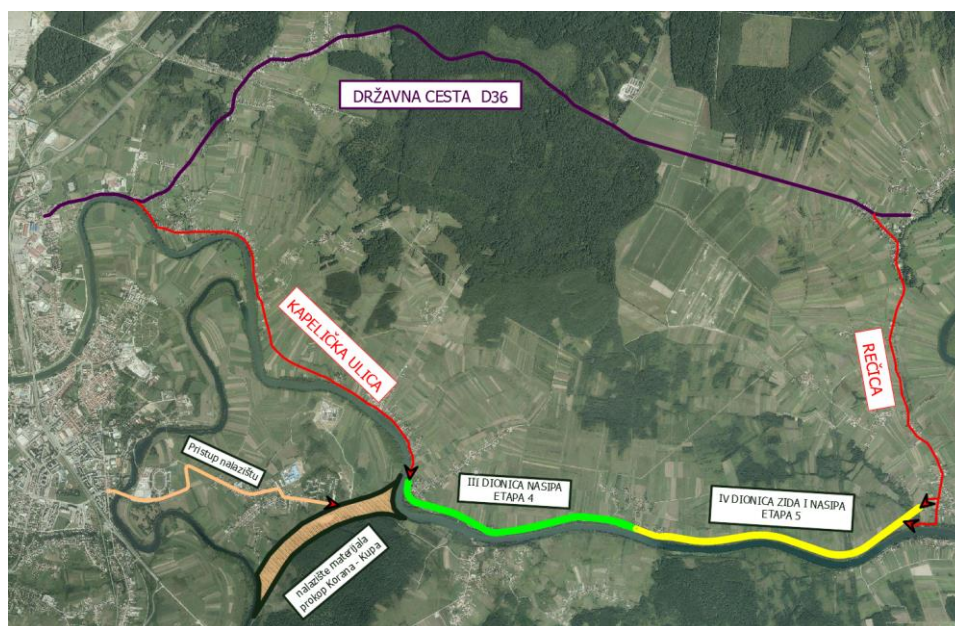 DRŽAVNA CESTA D36
KAPELIČKA ULICA
REČICA
Pristup nalazištu
III DIONICA NASIPA
ETAPA 4
IV DIONICA ZIDA I NASIPA
ETAPA 5
nalazište materijala
prokop Korana - Kupa